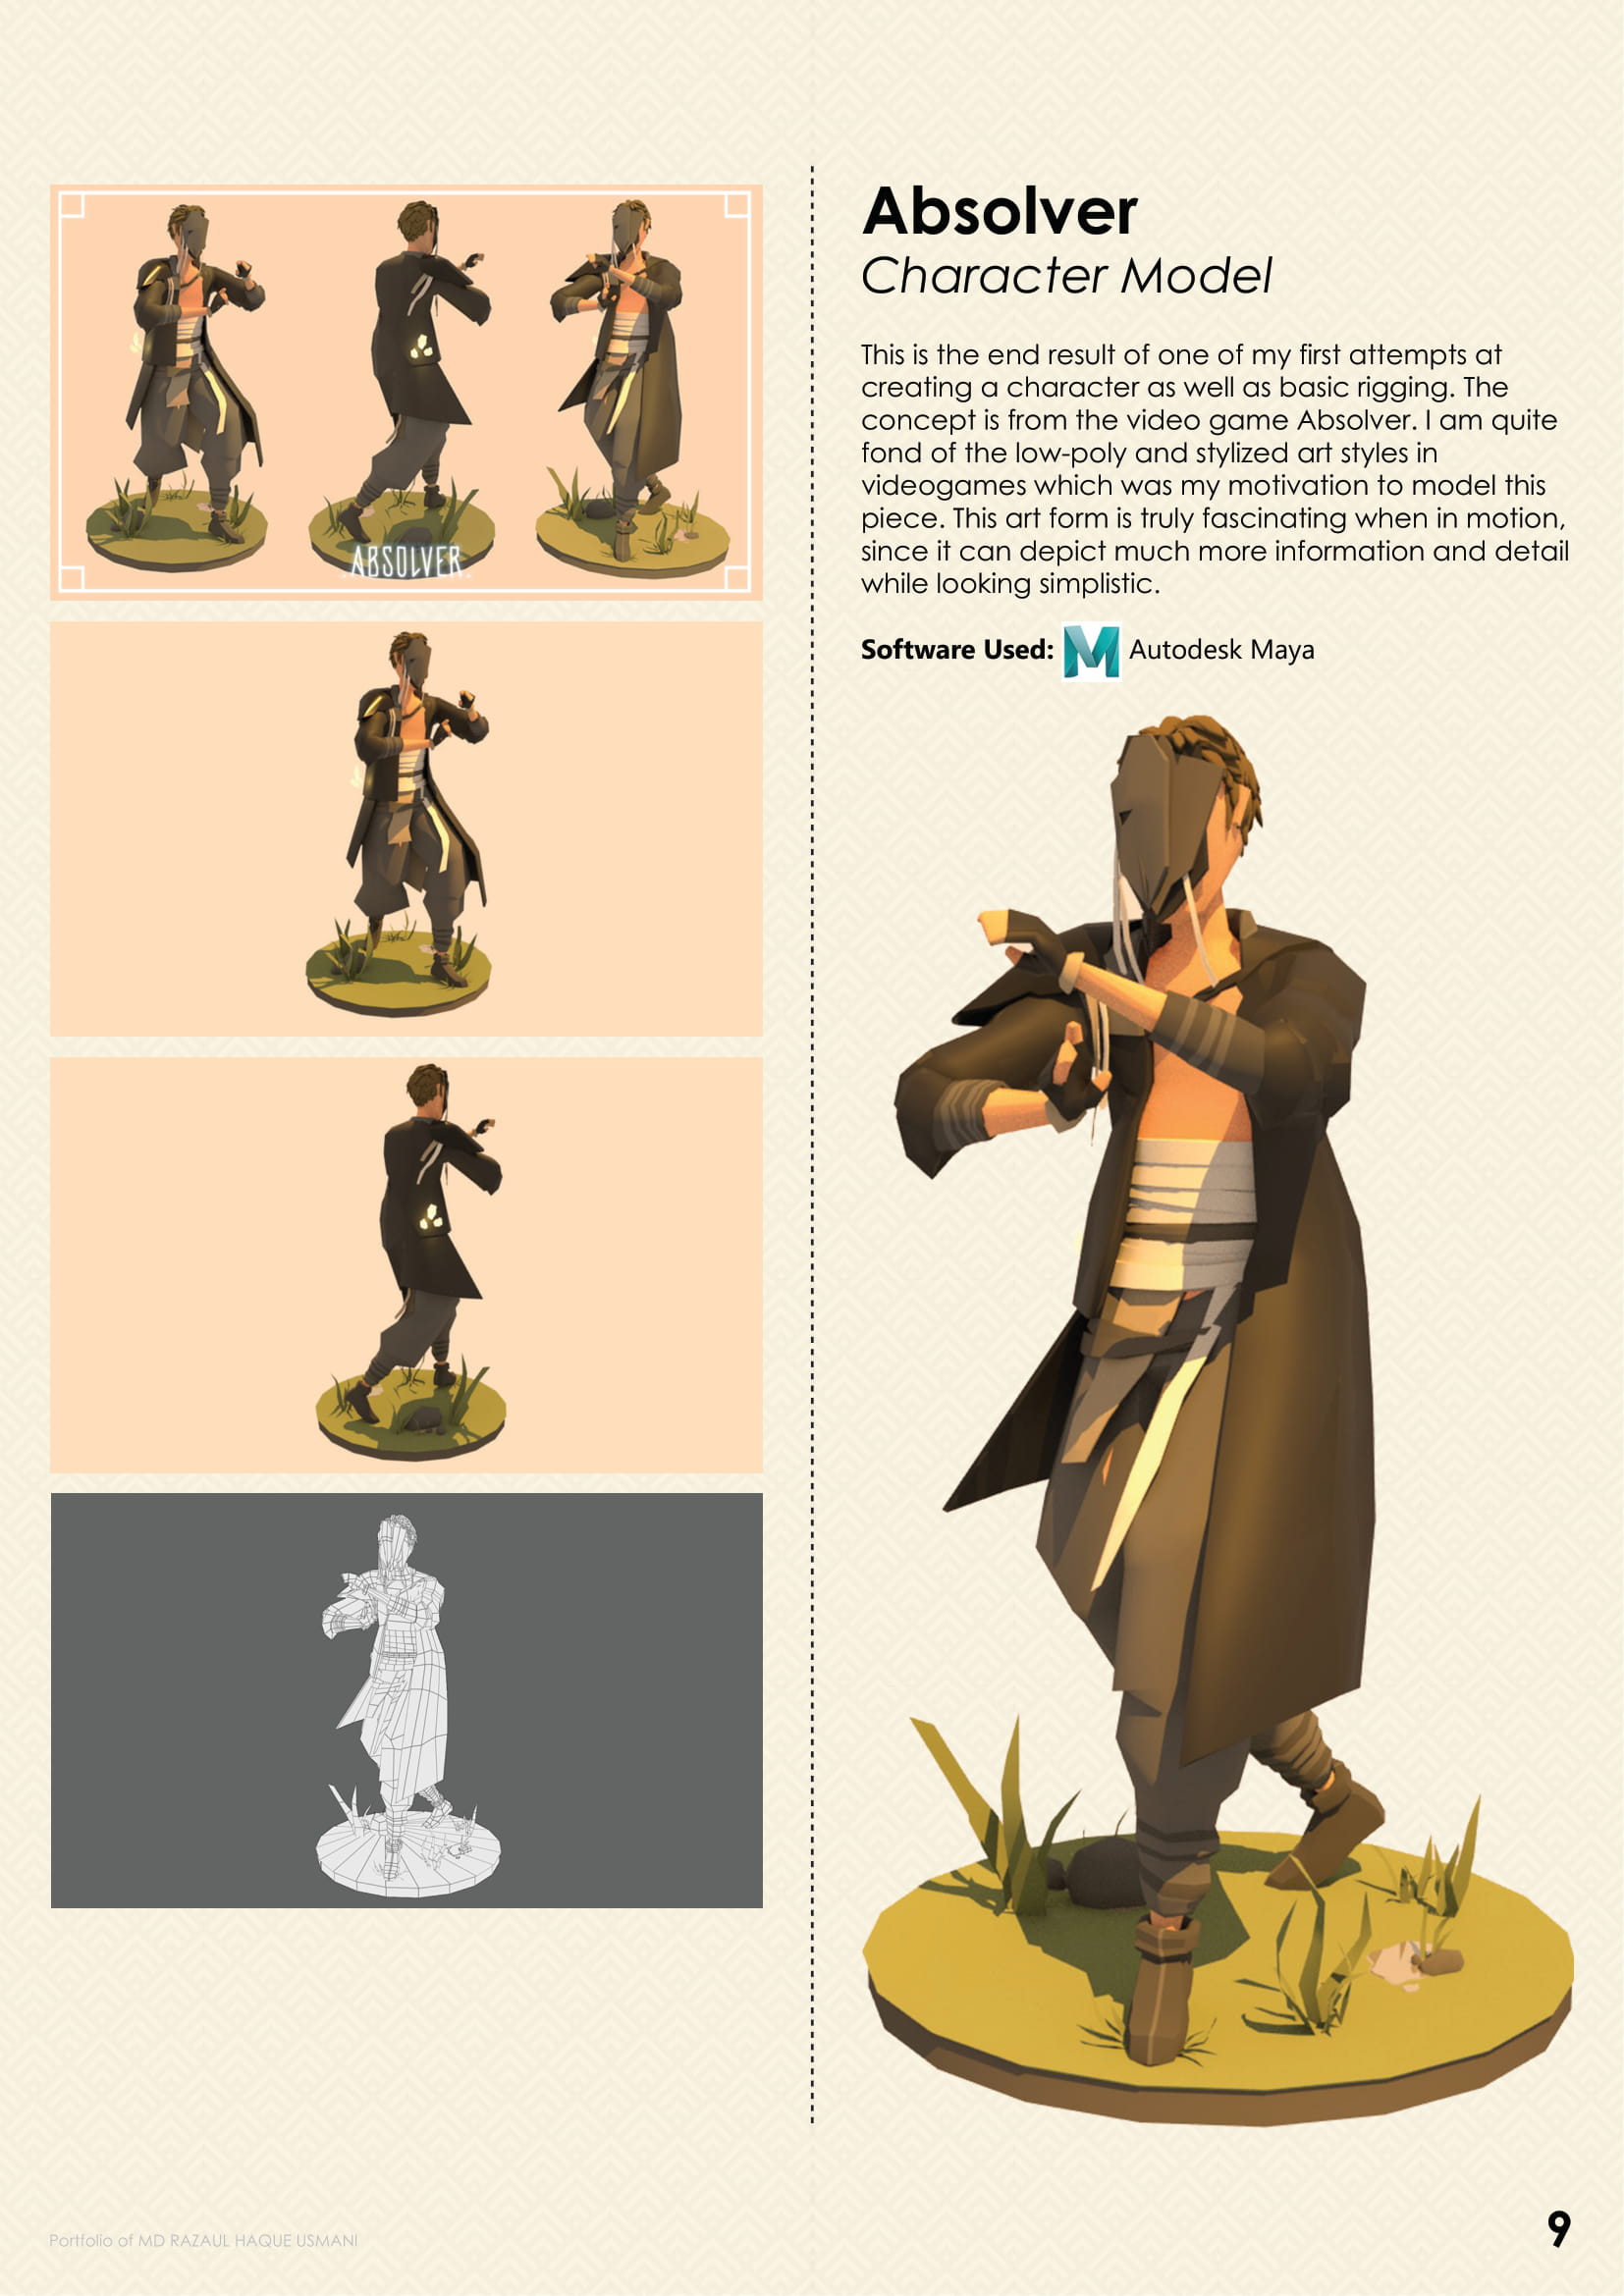 ABSOLVER
Absolver
Character Model
This is the end result of one of my first attempts at
creating a character as well as basic rigging. The
concept is from the video game Absolver. I am quite
fond of the low-poly and stylized art styles in
videogames which was my motivation to model this
piece. This art form is truly fascinating when in motion,
since it can depict much more information and detail
while looking simplistic.
Software Used: M Autodesk Maya
Portfolio of MD RAZAUL HAQUE USMANI
9